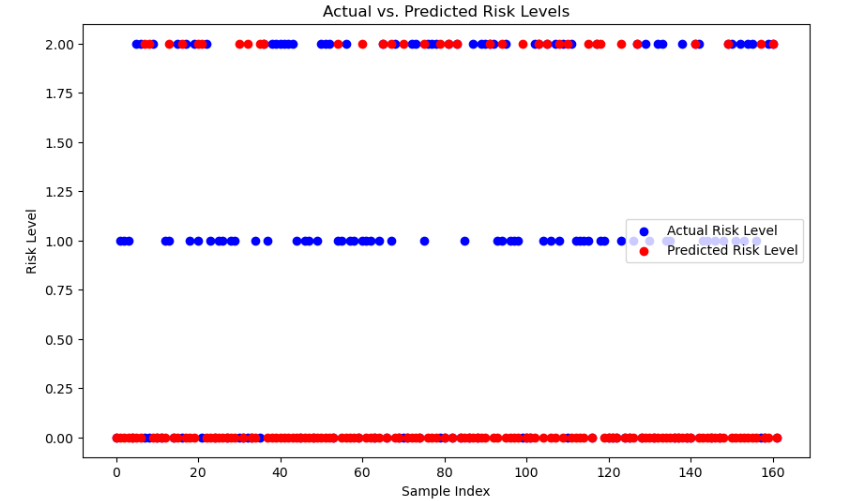 Actual vs. Predicted Risk Levels
2.00
1.75
1.50
1.25
1.00
0.75
0.50
0.25
0.00
Risk Level
Actual Risk Level
Predicted Risk Level
0 20 40 60 80 100 120 140 160
Sample Index